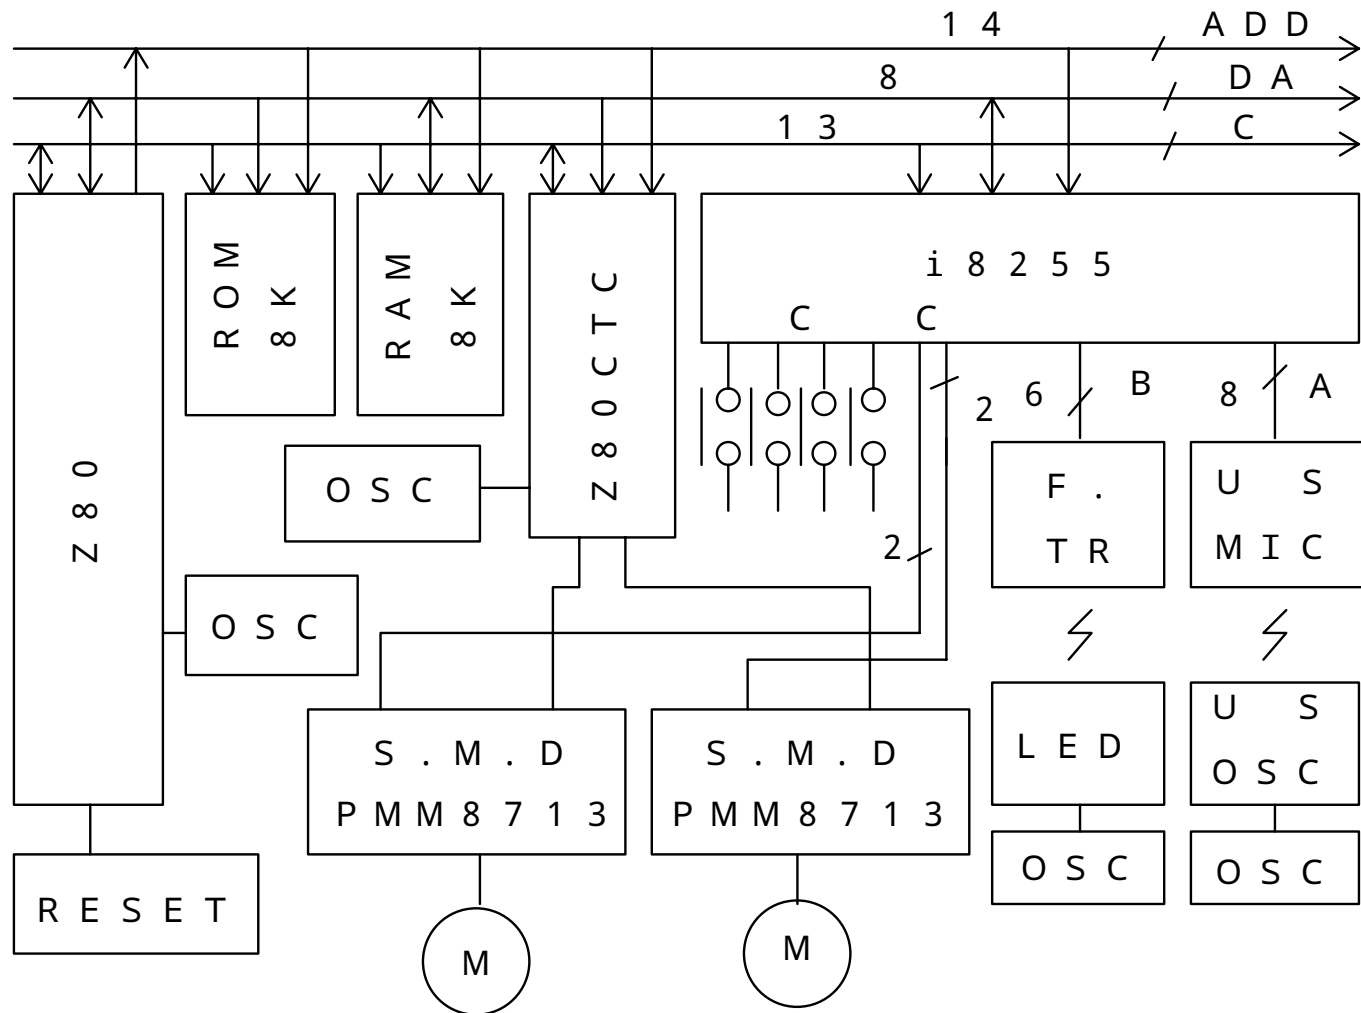 14 ADD
8 DA
13 C
Z80
ROM
8K
RAM
8K
Z80CTC
i8255
C C
2
6 B
8 A
OSC
F.
TR
US
MIC
2
OSC
S.M.D
PMM8713
S.M.D
PMM8713
LED
US
OSC
OSC
OSC
RESET
M
M